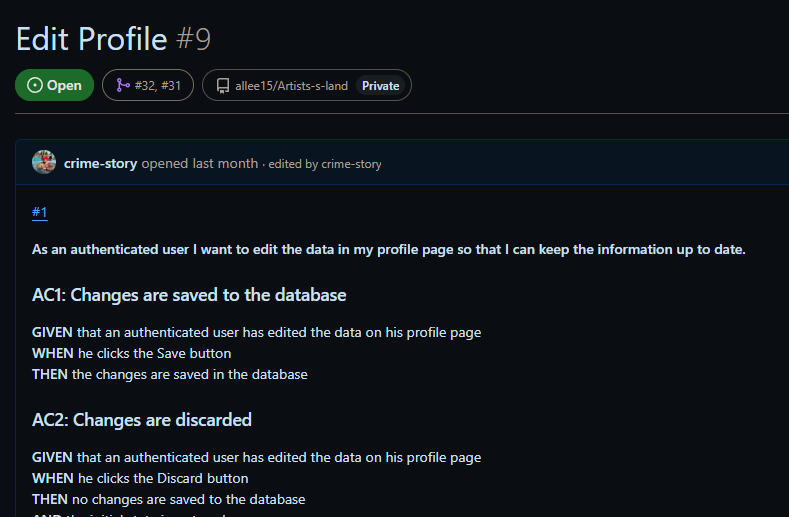 Edit Profile #9
Open #32, #31 allee15/Artists-s-land Private
crime-story opened last month · edited by crime-story
#1
As an authenticated user I want to edit the data in my profile page so that I can keep the information up to date.
AC1: Changes are saved to the database
GIVEN that an authenticated user has edited the data on his profile page
WHEN he clicks the Save button
THEN the changes are saved in the database
AC2: Changes are discarded
GIVEN that an authenticated user has edited the data on his profile page
WHEN he clicks the Discard button
THEN no changes are saved to the database